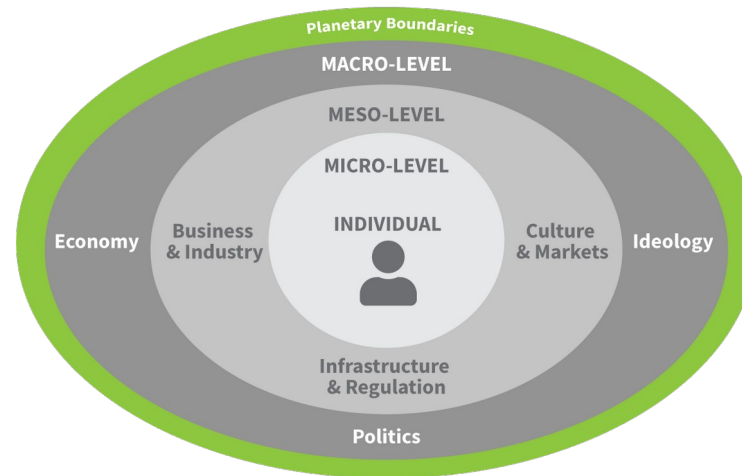 Planetary Boundaries
MACRO-LEVEL
MESO-LEVEL
MICRO-LEVEL
INDIVIDUAL
Economy
Business
& Industry
Culture
& Markets
Ideology
Infrastructure
& Regulation
Politics